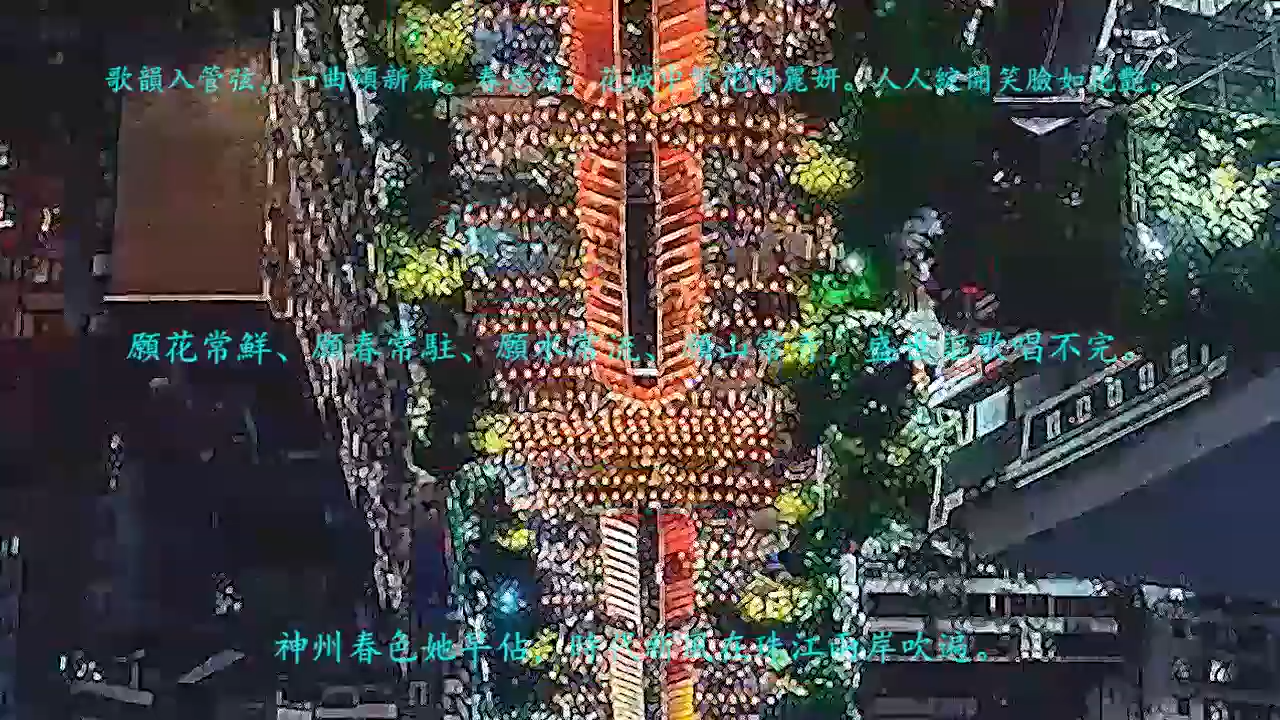 歌韻入管弦，一曲頌新篇。春意滿，花城中繁花鬥麗妍。人人綻開笑臉如花艷。
願花常鮮、願春常駐、願水常流、願山常青，盛世謳歌唱不完。
神州春色她早佔，時代新風在珠江兩岸吹遍。